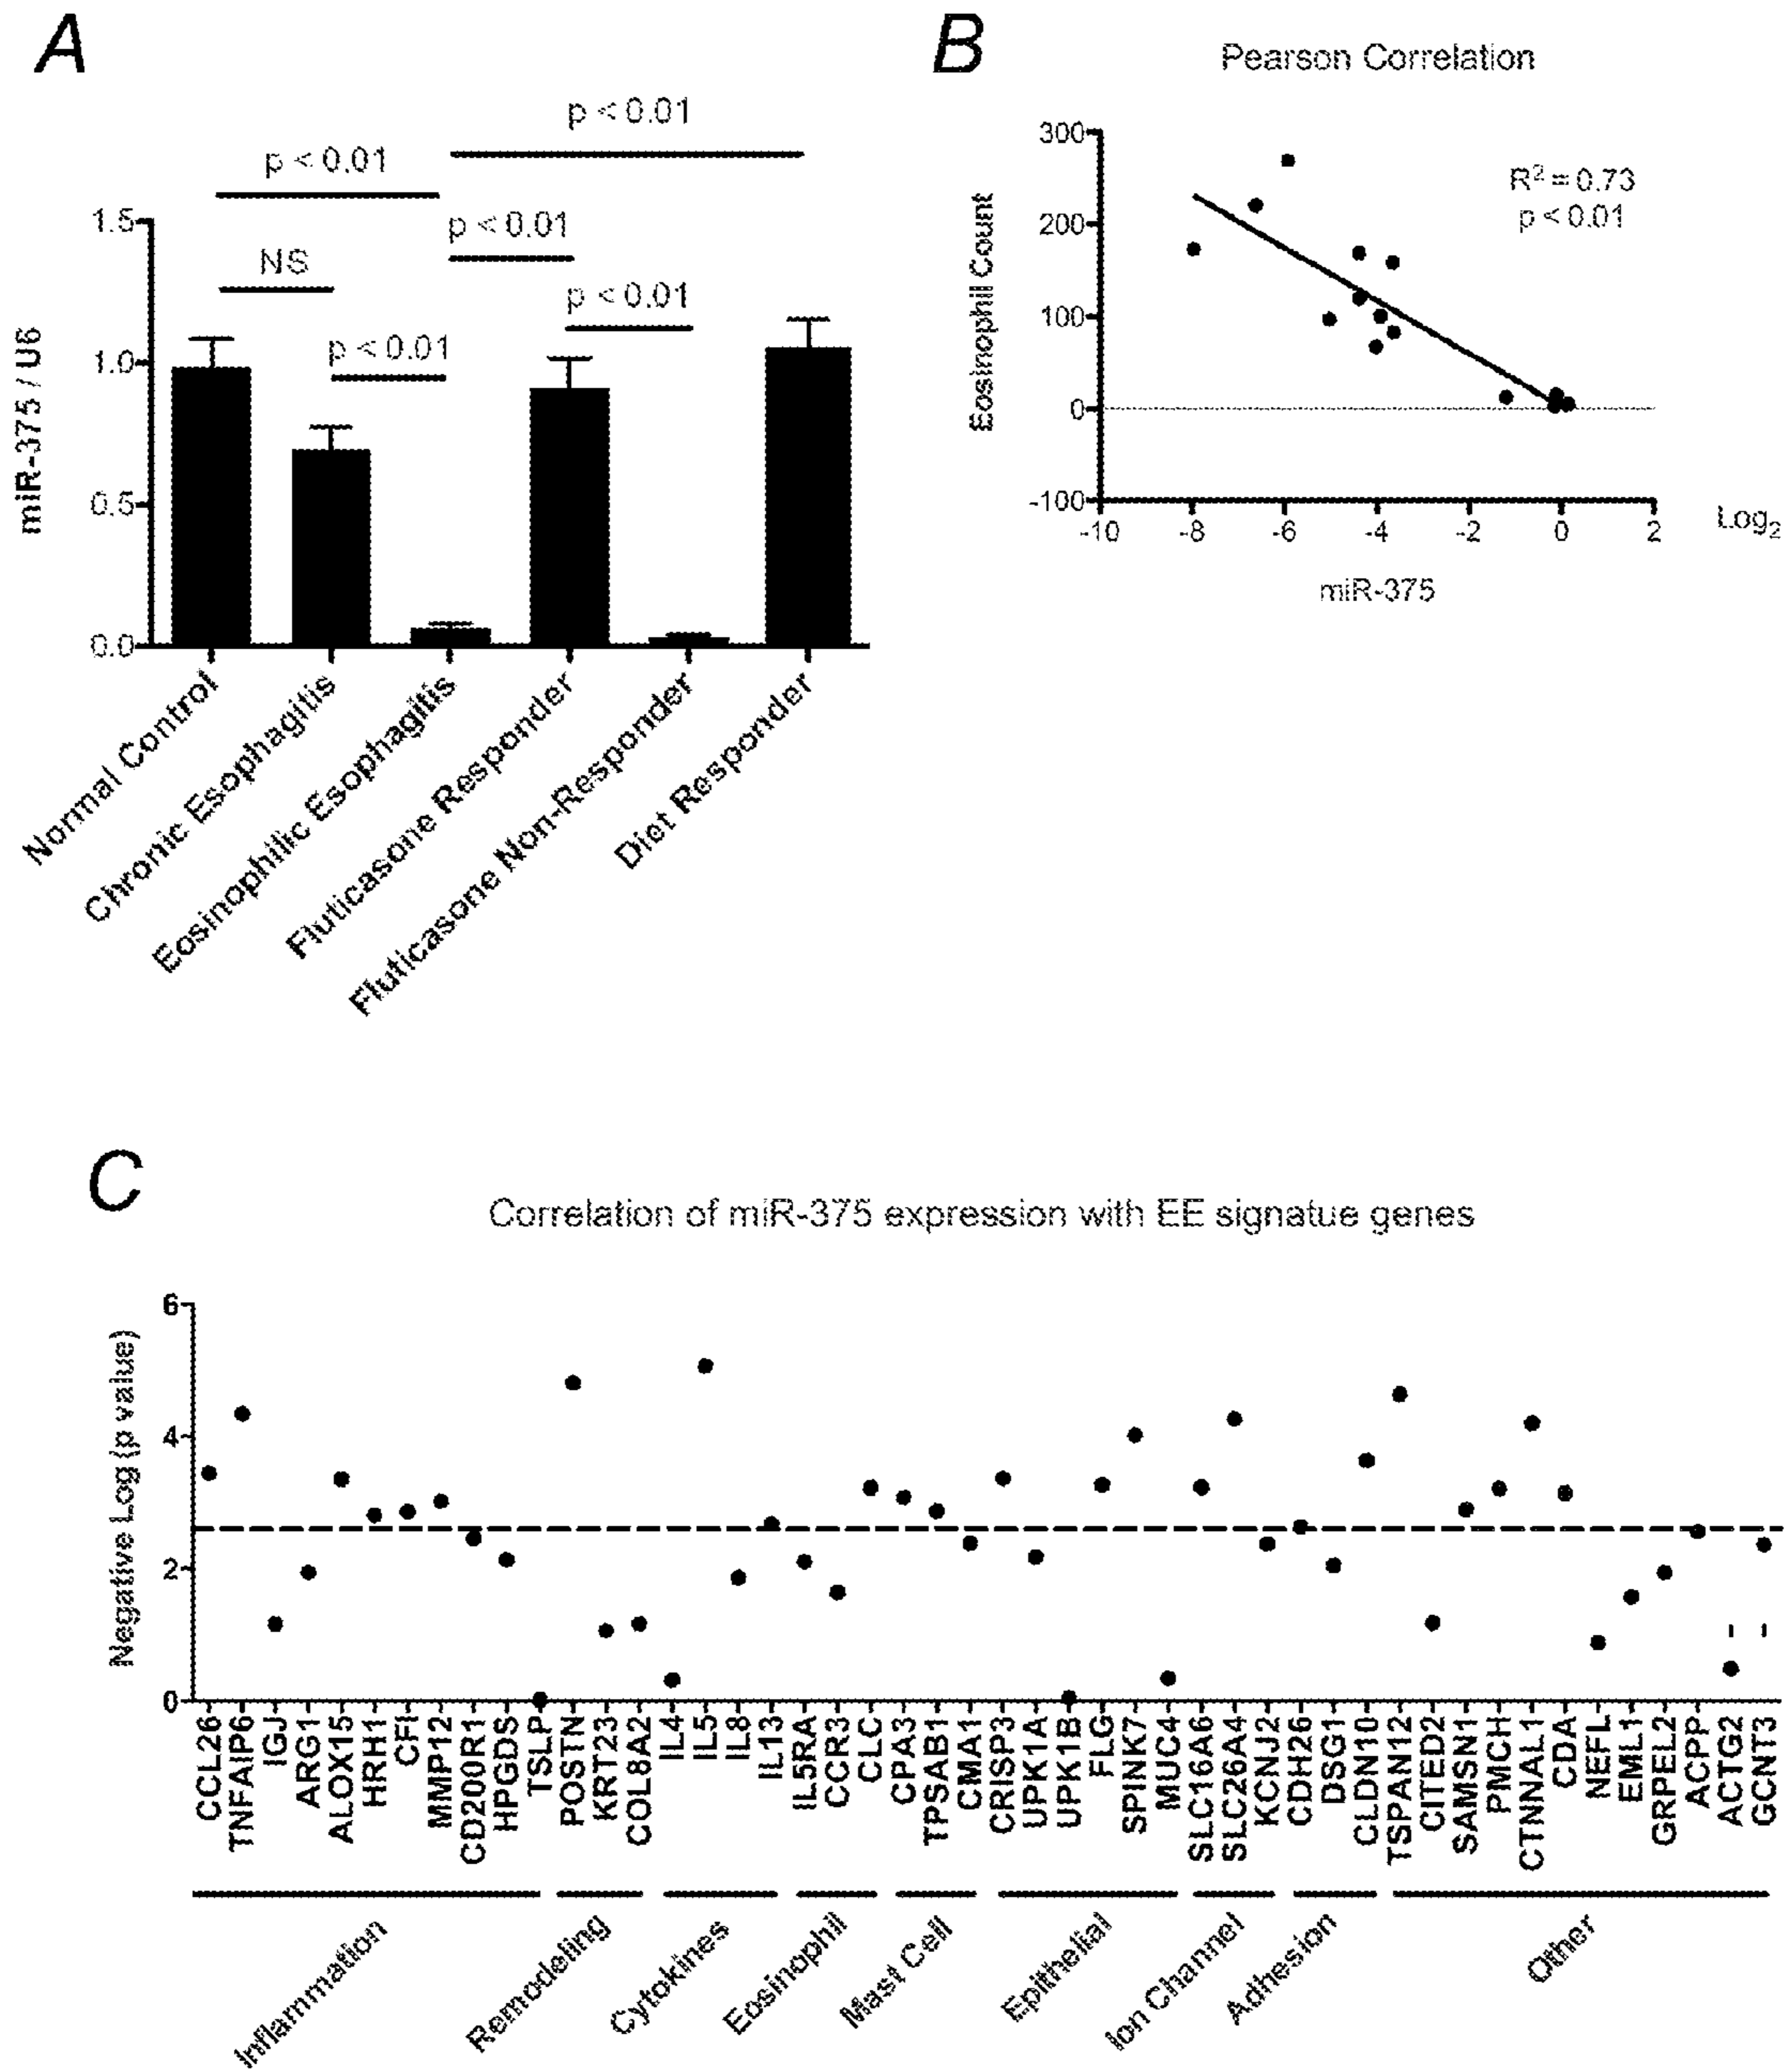 A
p < 0.01
p < 0.01
p < 0.01
NS
p < 0.01
p < 0.01
miR-375 / U6
1.5
1.0
0.5
0.0
Normal Control
Chronic Esophagitis
Eosinophilic Esophagitis
Fluticasone Responder
Fluticasone Non-Responder
Diet Responder
B
Pearson Correlation
R2 = 0.73
p < 0.01
Eosinophil Count
300
200
100
0
-100
-10 -8 -6 -4 -2 0 2
Log2
miR-375
C
Correlation of miR-375 expression with EE signatue genes
Negative Log (p value)
6
4
2
0
CCL26
TNFAIP6
IGJ
ARG1
ALOX15
HRH1
CFI
MMP12
CD200R1
HPGDS
TSLP
POSTN
KRT23
COL8A2
IL4
IL5
IL8
IL13
IL5RA
CCR3
CLC
CPA3
TPSAB1
CMA1
CRISP3
UPK1A
UPK1B
FLG
SPINK7
MUC4
SLC16A6
SLC26A4
KCNJ2
CDH26
DSG1
CLDN10
TSPAN12
CITED2
SAMSN1
PMCH
CTNNAL1
CDA
NEFL
EML1
GRPEL2
ACPP
ACTG2
GCNT3
Inflammation
Remodeling
Cytokines
Eosinophil
Mast Cell
Epithelial
Ion Channel
Adhesion
Other